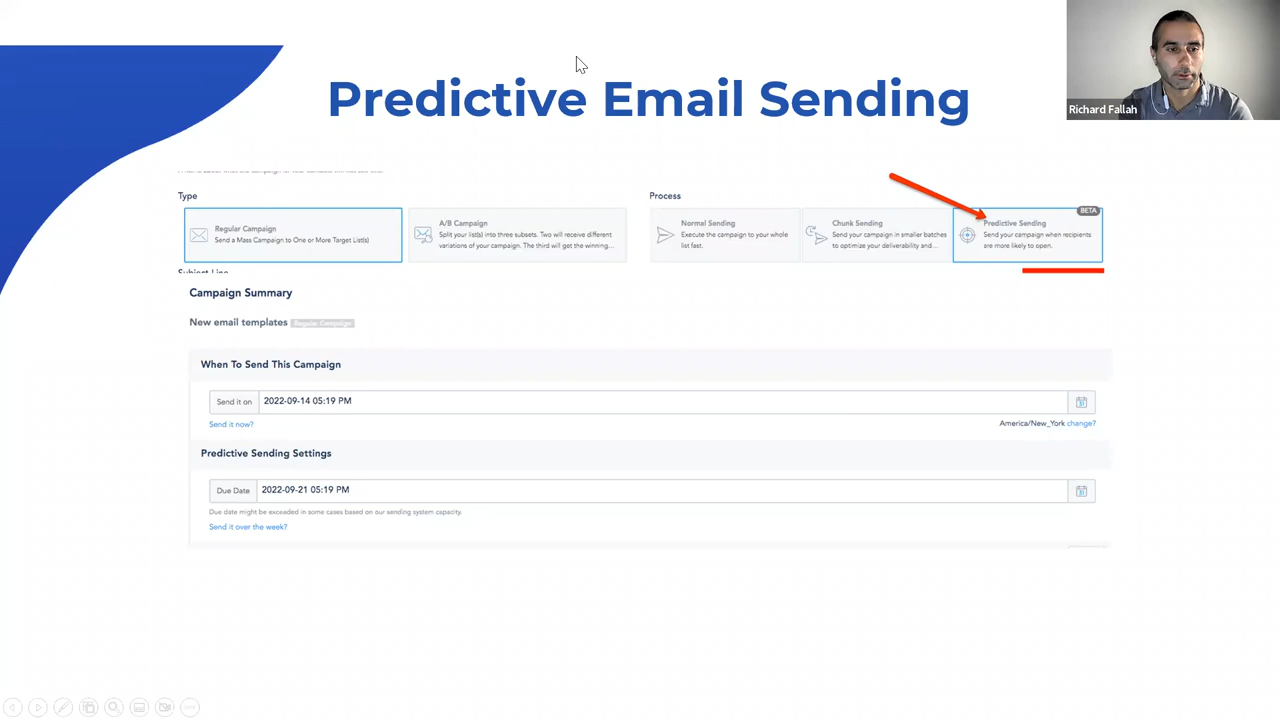 Predictive Email Sending
Richard Fallah
Type
Process
Regular Campaign
Send a Mass Campaign to One or More Target List(s)
A/B Campaign
Split your list(s) into three subsets. Two will receive different
variations of your campaign. The third will get the winning...
Normal Sending
Execute the campaign to your whole
list fast.
Chunk Sending
Send your campaign in smaller batches
to optimize your deliverability and...
BETA
Predictive Sending
Send your campaign when recipients
are more likely to open.
Subject Line
Campaign Summary
New email templates Regular Campaign
When To Send This Campaign
Send it on 2022-09-14 05:19 PM
Send it now?
America/New_York change?
Predictive Sending Settings
Due Date 2022-09-21 05:19 PM
Due date might be exceeded in some cases based on our sending system capacity.
Send it over the week?